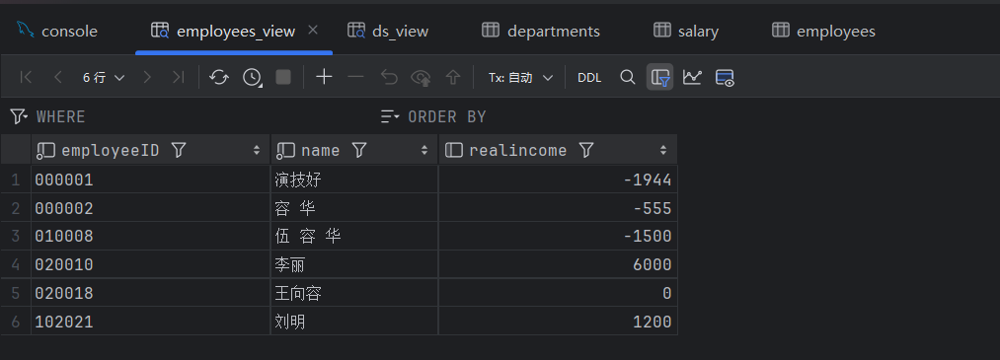 console employees_view ds_view departments salary employees
6 行 Tx: 自动 DDL
WHERE ORDER BY
employeeID name realincome
1 000001 演技好 -1944
2 000002 容 华 -555
3 010008 伍 容 华 -1500
4 020010 李丽 6000
5 020018 王向容 0
6 102021 刘明 1200